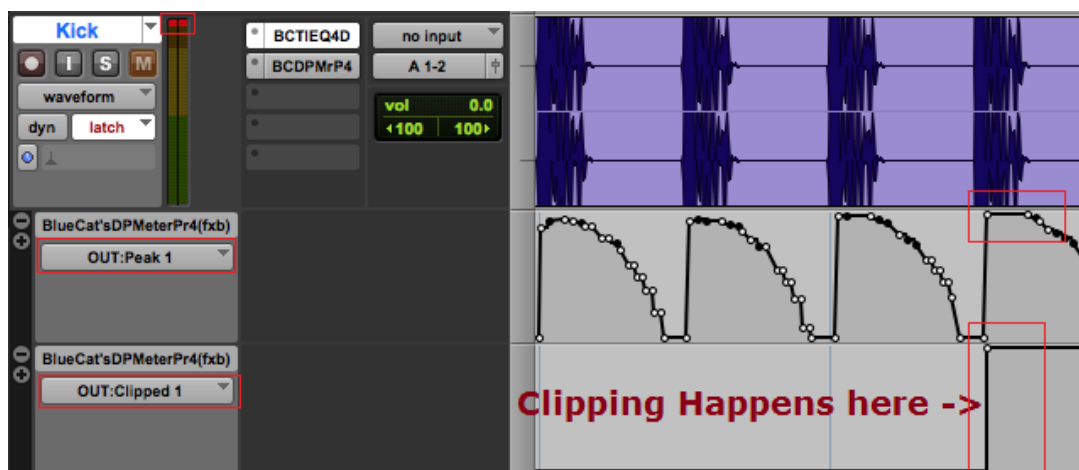 Kick
BCTIEQ4D
no input
I S M
BCDPMrP4
A 1-2
waveform
vol 0.0
dyn
latch
100 100
BlueCat'sDPMeterPr4(fxb)
OUT:Peak 1
BlueCat'sDPMeterPr4(fxb)
OUT:Clipped 1
Clipping Happens here ->